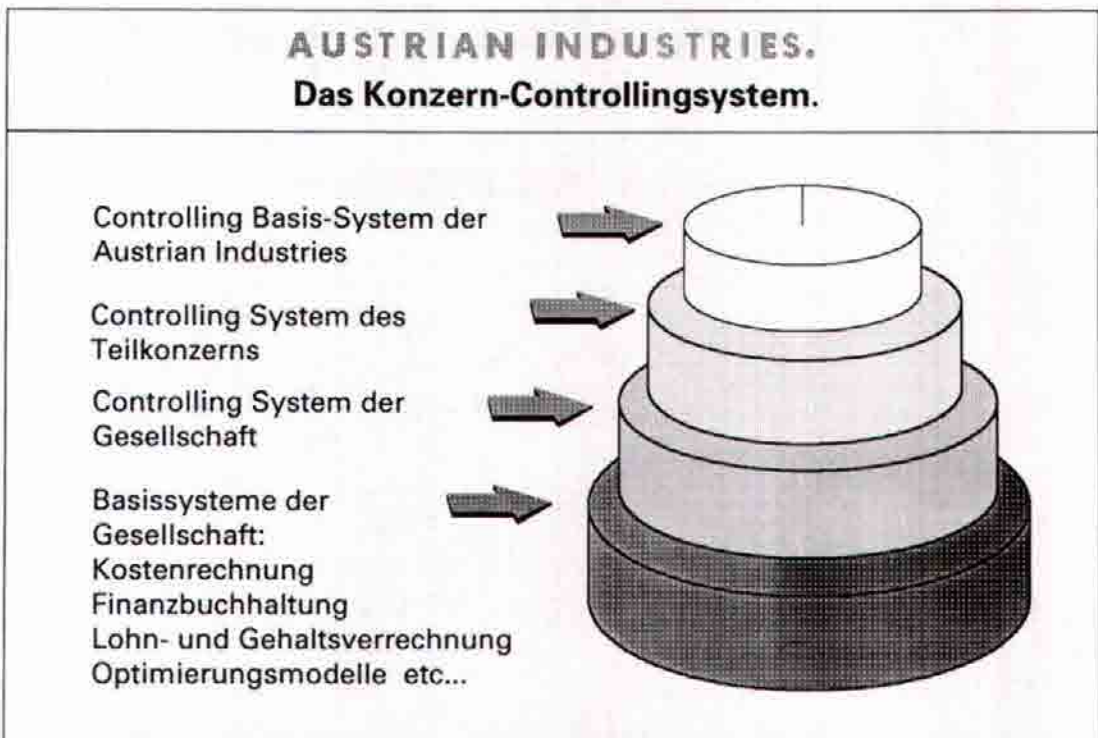 AUSTRIAN INDUSTRIES.
Das Konzern-Controllingsystem.
Controlling Basis-System der
Austrian Industries
Controlling System des
Teilkonzerns
Controlling System der
Gesellschaft
Basissysteme der
Gesellschaft:
Kostenrechnung
Finanzbuchhaltung
Lohn- und Gehaltsverrechnung
Optimierungsmodelle etc...